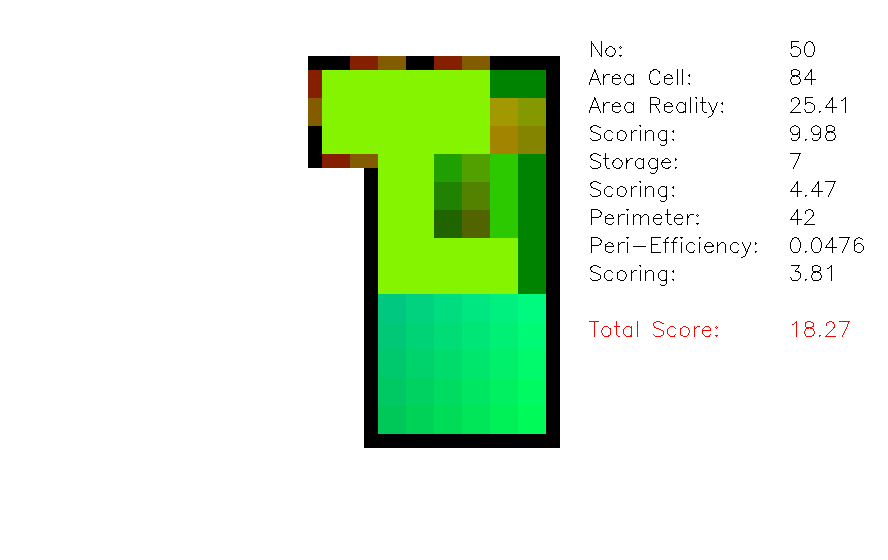 No: 50
Area Cell: 84
Area Reality: 25.41
Scoring: 9.98
Storage: 7
Scoring: 4.47
Perimeter: 42
Peri-Efficiency: 0.0476
Scoring: 3.81
Total Score: 18.27